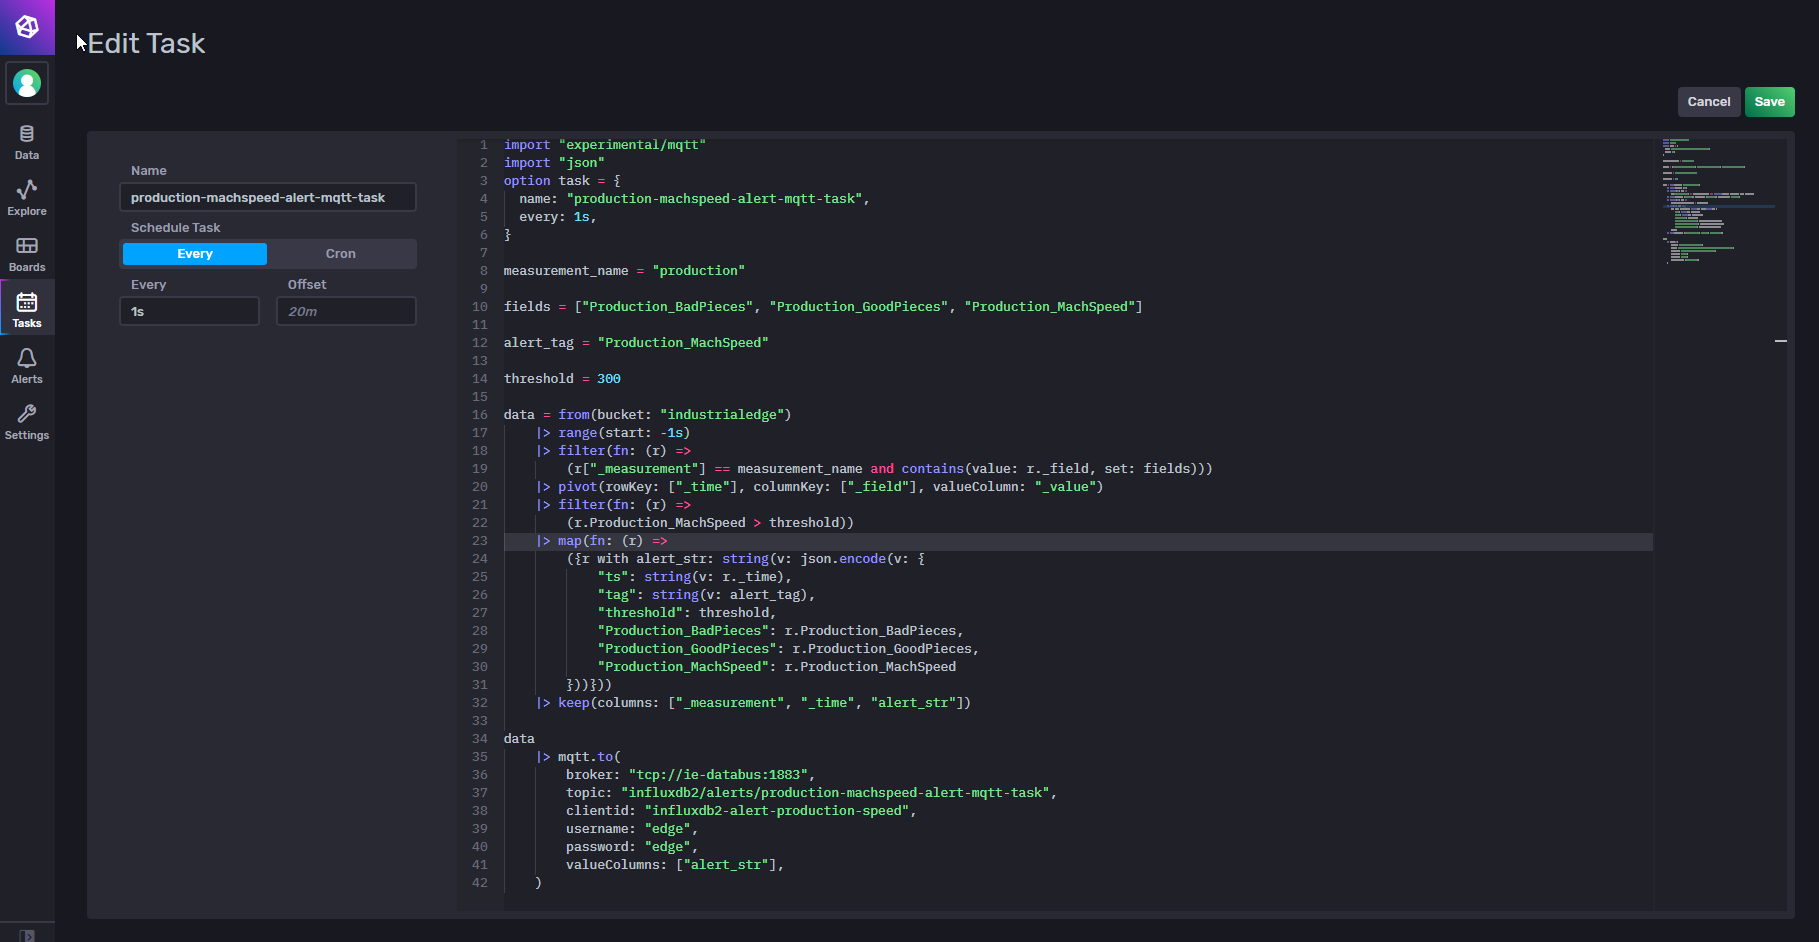 Edit Task
Cancel
Save
Data
Explore
Boards
Tasks
Alerts
Settings
Name
production-machspeed-alert-mqtt-task
Schedule Task
Every
Cron
Every
Offset
1s
20m
1 import "experimental/mqtt"
2 import "json"
3 option task = {
4   name: "production-machspeed-alert-mqtt-task",
5   every: 1s,
6 }
7
8 measurement_name = "production"
9
10 fields = ["Production_BadPieces", "Production_GoodPieces", "Production_MachSpeed"]
11
12 alert_tag = "Production_MachSpeed"
13
14 threshold = 300
15
16 data = from(bucket: "industrialedge")
17     |> range(start: -1s)
18     |> filter(fn: (r) =>
19         (r["_measurement"] == measurement_name and contains(value: r._field, set: fields)))
20     |> pivot(rowKey: ["_time"], columnKey: ["_field"], valueColumn: "_value")
21     |> filter(fn: (r) =>
22         (r.Production_MachSpeed > threshold))
23     |> map(fn: (r) =>
24         ({r with alert_str: string(v: json.encode(v: {
25             "ts": string(v: r._time),
26             "tag": string(v: alert_tag),
27             "threshold": threshold,
28             "Production_BadPieces": r.Production_BadPieces,
29             "Production_GoodPieces": r.Production_GoodPieces,
30             "Production_MachSpeed": r.Production_MachSpeed
31         }))}))
32     |> keep(columns: ["_measurement", "_time", "alert_str"])
33
34 data
35     |> mqtt.to(
36         broker: "tcp://ie-databus:1883",
37         topic: "influxdb2/alerts/production-machspeed-alert-mqtt-task",
38         clientid: "influxdb2-alert-production-speed",
39         username: "edge",
40         password: "edge",
41         valueColumns: ["alert_str"],
42     )